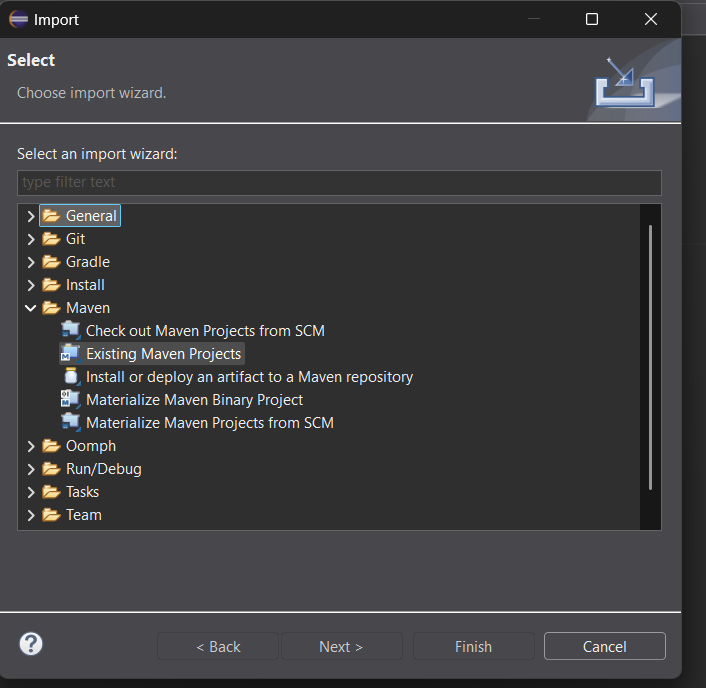 Import
Select
Choose import wizard.
Select an import wizard:
type filter text
General
Git
Gradle
Install
Maven
Check out Maven Projects from SCM
Existing Maven Projects
Install or deploy an artifact to a Maven repository
Materialize Maven Binary Project
Materialize Maven Projects from SCM
Oomph
Run/Debug
Tasks
Team
? < Back Next > Finish Cancel